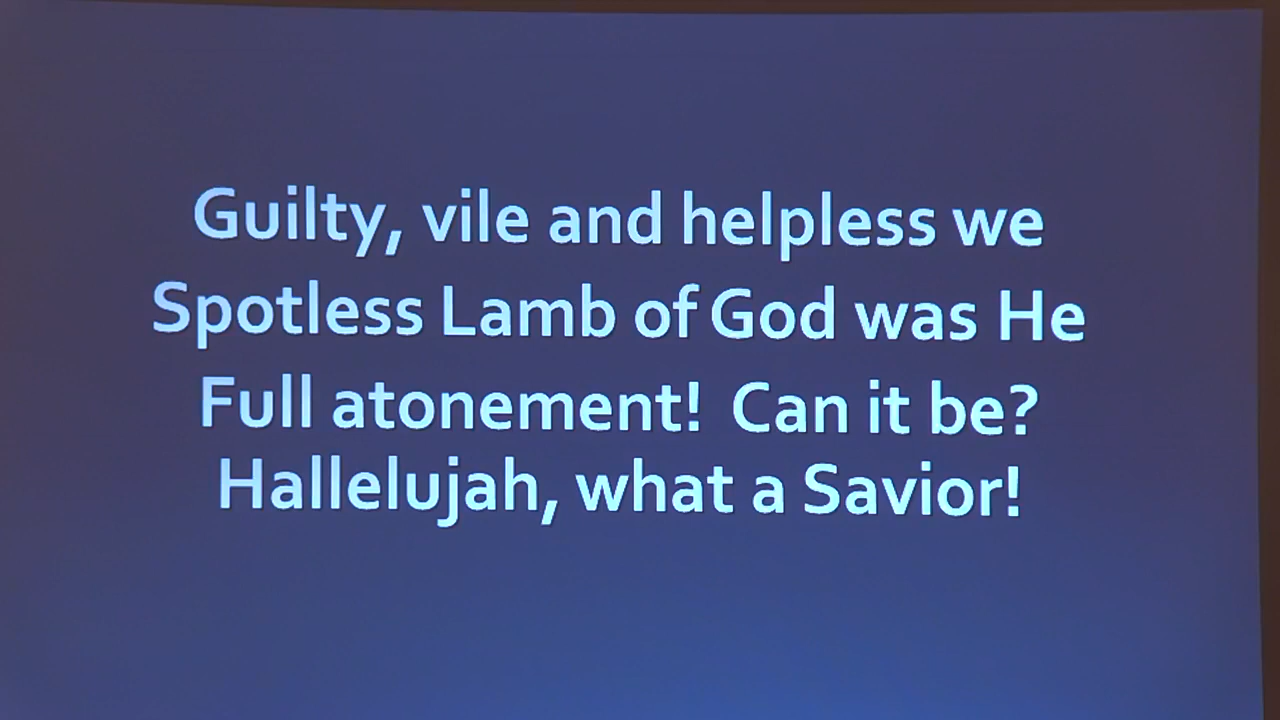 Guilty, vile and helpless we
Spotless Lamb of God was He
Full atonement!  Can it be?
Hallelujah, what a Savior!